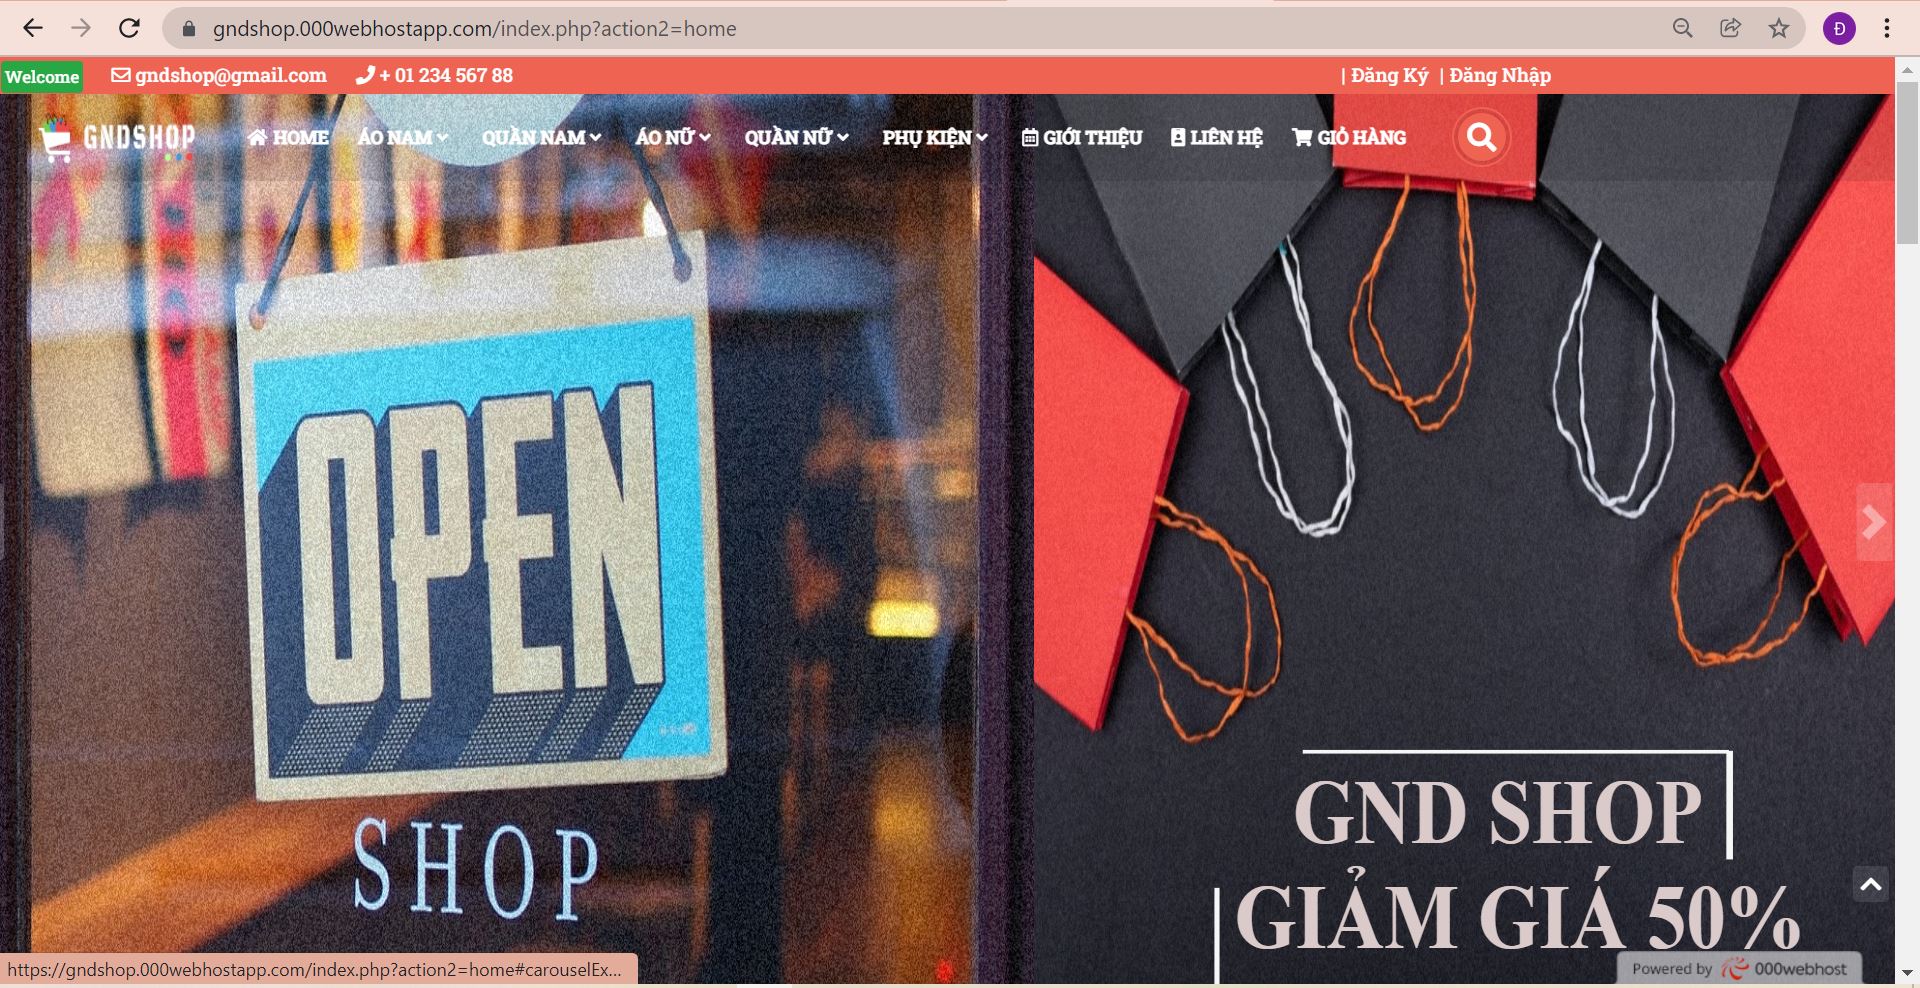 gndshop.000webhostapp.com/index.php?action2=home
Đ
Welcome
gndshop@gmail.com
+ 01 234 567 88
| Đăng Ký | Đăng Nhập
GNDSHOP
HOME
ÁO NAM
QUẦN NAM
ÁO NỮ
QUẦN NỮ
PHỤ KIỆN
GIỚI THIỆU
LIÊN HỆ
GIỎ HÀNG
OPEN
SHOP
GND SHOP
GIẢM GIÁ 50%
https://gndshop.000webhostapp.com/index.php?action2=home#carouselEx...
Powered by 000webhost